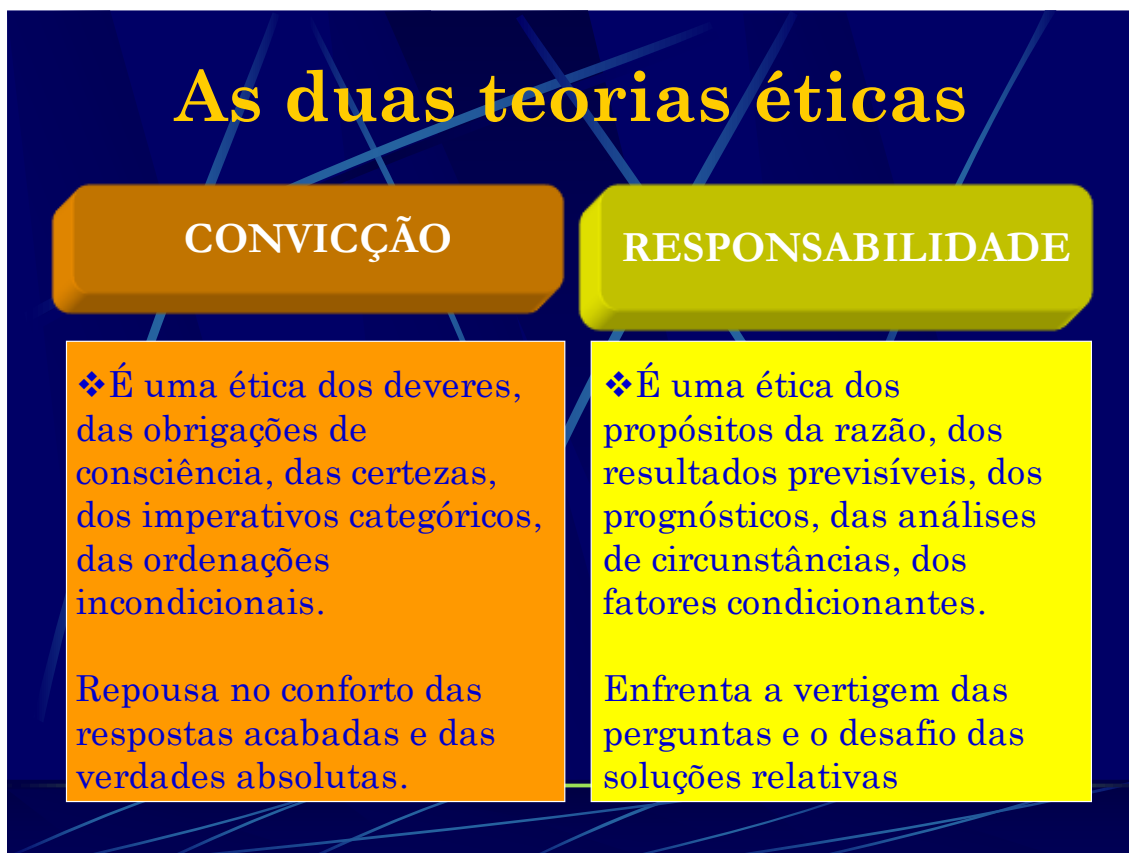 As duas teorias éticas
CONVICÇÃO
❖É uma ética dos deveres,
das obrigações de
consciência, das certezas,
dos imperativos categóricos,
das ordenações
incondicionais.
Repousa no conforto das
respostas acabadas e das
verdades absolutas.
RESPONSABILIDADE
❖É uma ética dos
propósitos da razão, dos
resultados previsíveis, dos
prognósticos, das análises
de circunstâncias, dos
fatores condicionantes.
Enfrenta a vertigem das
perguntas e o desafio das
soluções relativas